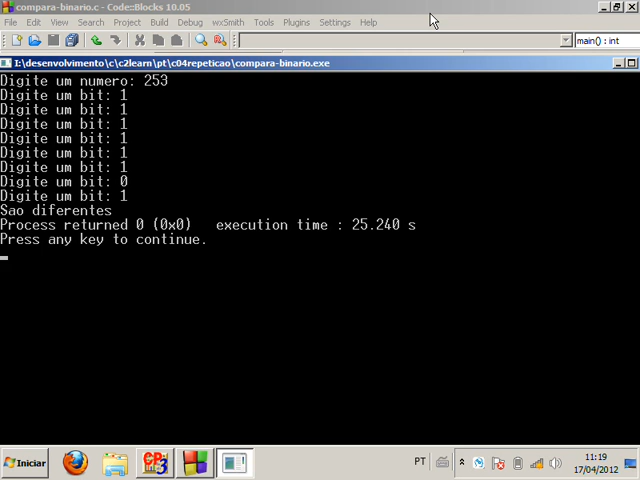 compara-binario.c - Code::Blocks 10.05
File Edit View Search Project Build Debug wxSmith Tools Plugins Settings Help
main() : int
I:\desenvolvimento\c\c2learn\pt\c04repeticao\compara-binario.exe
Digite um numero: 253
Digite um bit: 1
Digite um bit: 1
Digite um bit: 1
Digite um bit: 1
Digite um bit: 1
Digite um bit: 1
Digite um bit: 0
Digite um bit: 1
Sao diferentes
Process returned 0 (0x0)   execution time : 25.240 s
Press any key to continue.
Iniciar
PT
11:19
17/04/2012